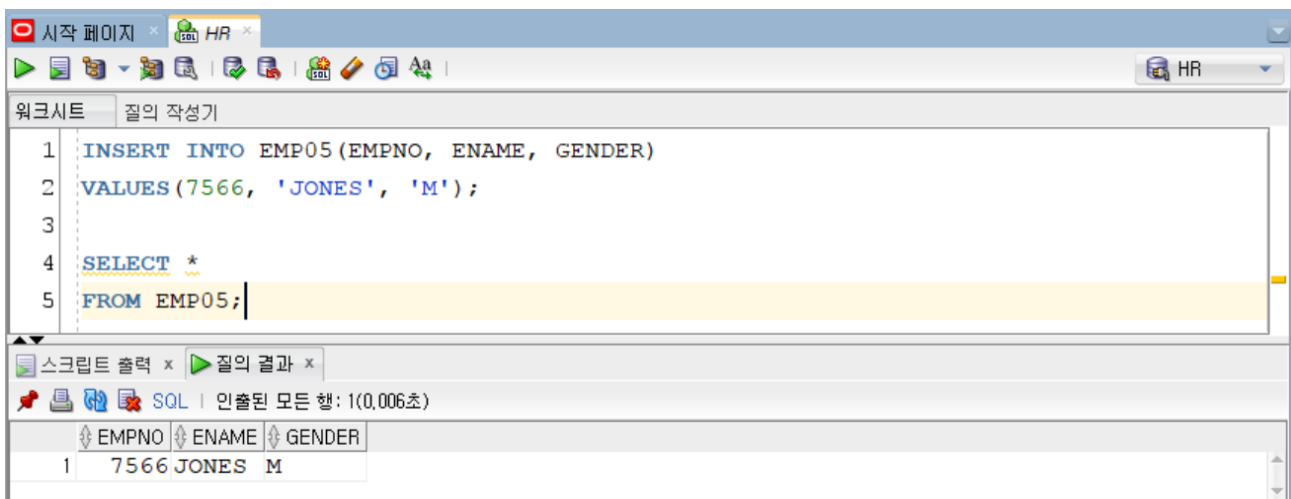 시작 페이지 × HR ×
HR
워크시트 질의 작성기
1 INSERT INTO EMP05(EMPNO, ENAME, GENDER)
2 VALUES(7566, 'JONES', 'M');
3
4 SELECT *
5 FROM EMP05;
스크립트 출력 x 질의 결과 x
SQL | 인출된 모든 행: 1(0,006초)
EMPNO ENAME GENDER
1 7566 JONES M